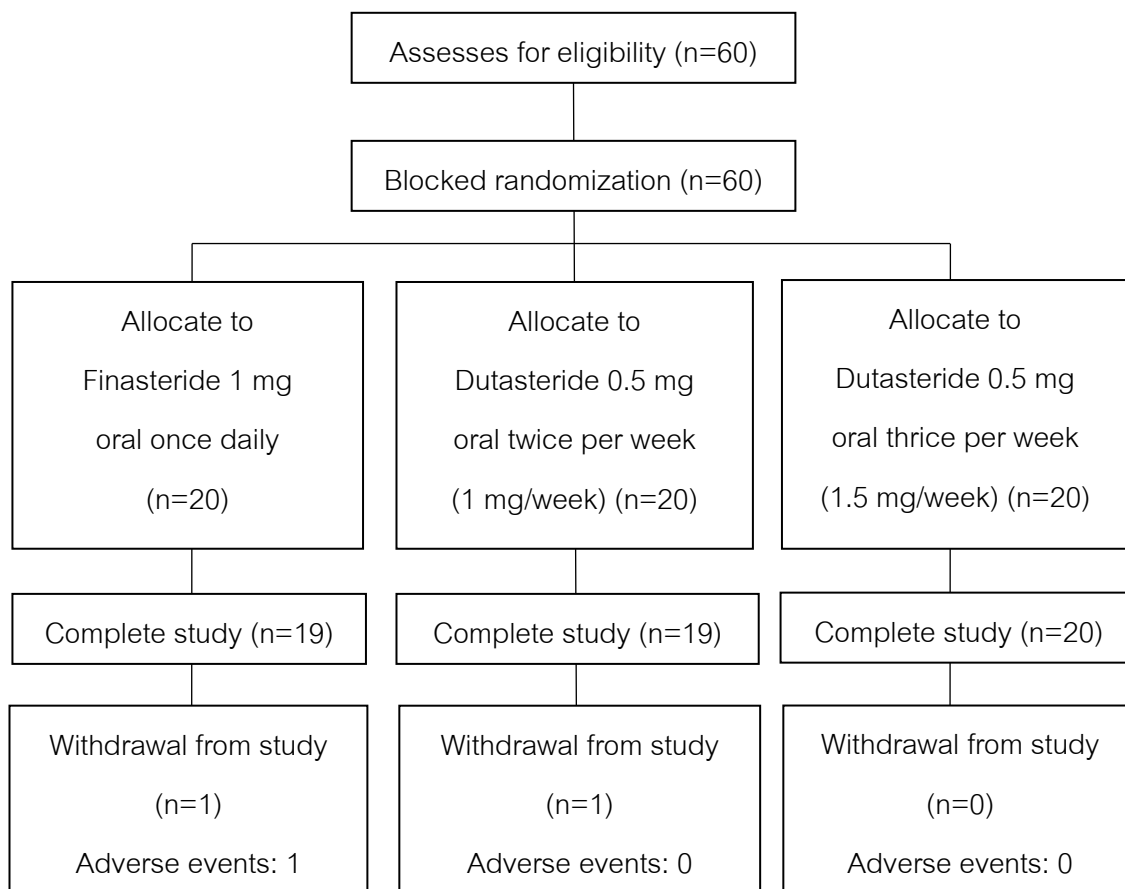 Assesses for eligibility (n=60)
Blocked randomization (n=60)
Allocate to
Finasteride 1 mg
oral once daily
(n=20)
Allocate to
Dutasteride 0.5 mg
oral twice per week
(1 mg/week) (n=20)
Allocate to
Dutasteride 0.5 mg
oral thrice per week
(1.5 mg/week) (n=20)
Complete study (n=19)
Complete study (n=19)
Complete study (n=20)
Withdrawal from study
(n=1)
Adverse events: 1
Withdrawal from study
(n=1)
Adverse events: 0
Withdrawal from study
(n=0)
Adverse events: 0